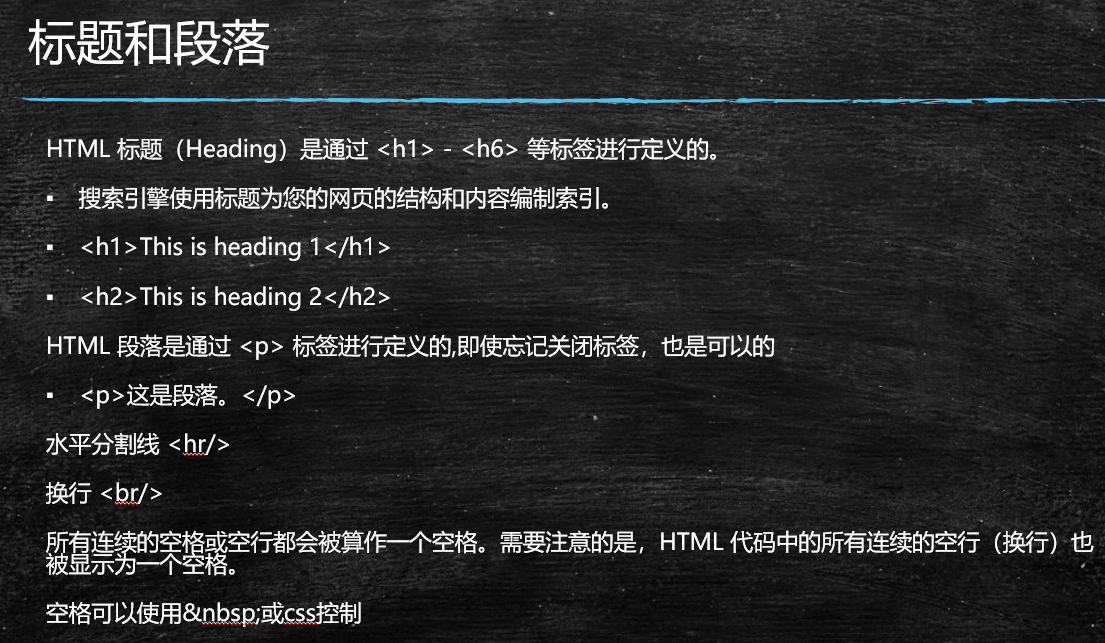 标题和段落
HTML 标题（Heading）是通过 <h1> - <h6> 等标签进行定义的。
▪ 搜索引擎使用标题为您的网页的结构和内容编制索引。
▪ <h1>This is heading 1</h1>
▪ <h2>This is heading 2</h2>
HTML 段落是通过 <p> 标签进行定义的,即使忘记关闭标签，也是可以的
▪ <p>这是段落。</p>
水平分割线 <hr/>
换行 <br/>
所有连续的空格或空行都会被算作一个空格。需要注意的是，HTML 代码中的所有连续的空行（换行）也
被显示为一个空格。
空格可以使用&nbsp;或css控制